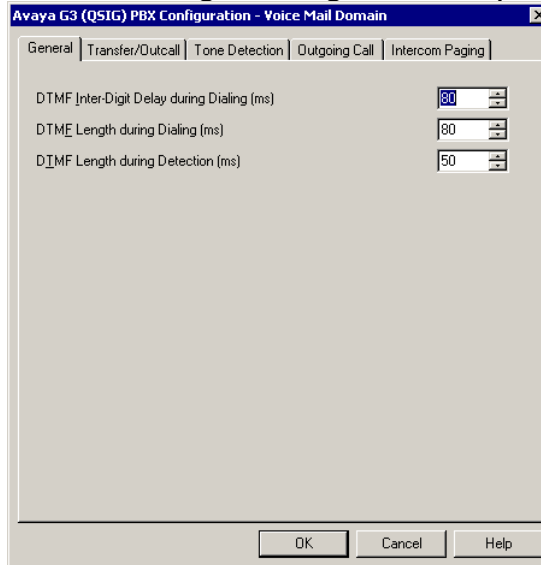 Avaya G3 (QSIG) PBX Configuration - Voice Mail Domain
General Transfer/Outcall Tone Detection Outgoing Call Intercom Paging
DTMF Inter-Digit Delay during Dialing (ms) 80
DTMF Length during Dialing (ms) 80
DTMF Length during Detection (ms) 50
OK Cancel Help